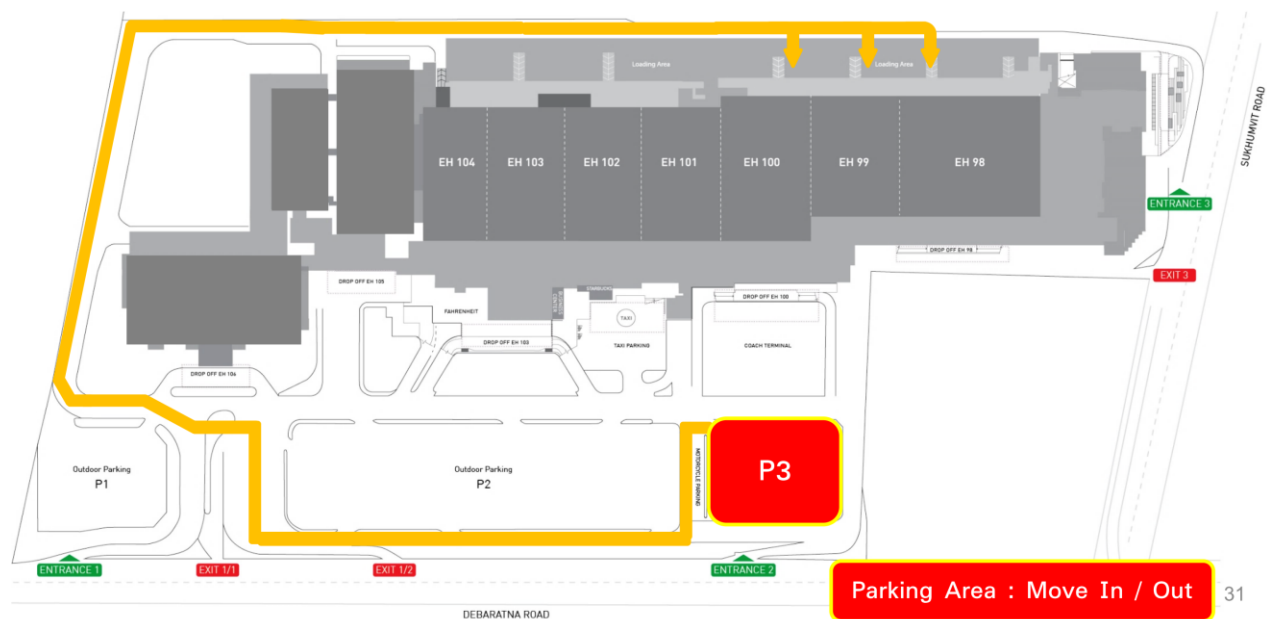 Loading Area
Loading Area
SUKHUMVIT ROAD
EH 104
EH 103
EH 102
EH 101
EH 100
EH 99
EH 98
ENTRANCE 3
DROP OFF EH 98
EXIT 3
DROP OFF EH 105
STARBUCKS
BUSINESS CENTER
DROP OFF EH 100
FAHRENHEIT
TAXI
DROP OFF EH 103
TAXI PARKING
COACH TERMINAL
DROP OFF EH 106
Outdoor Parking
P1
Outdoor Parking
P2
MOTORCYCLE PARKING
P3
ENTRANCE 1
EXIT 1/1
EXIT 1/2
ENTRANCE 2
Parking Area : Move In / Out
31
DEBARATNA ROAD